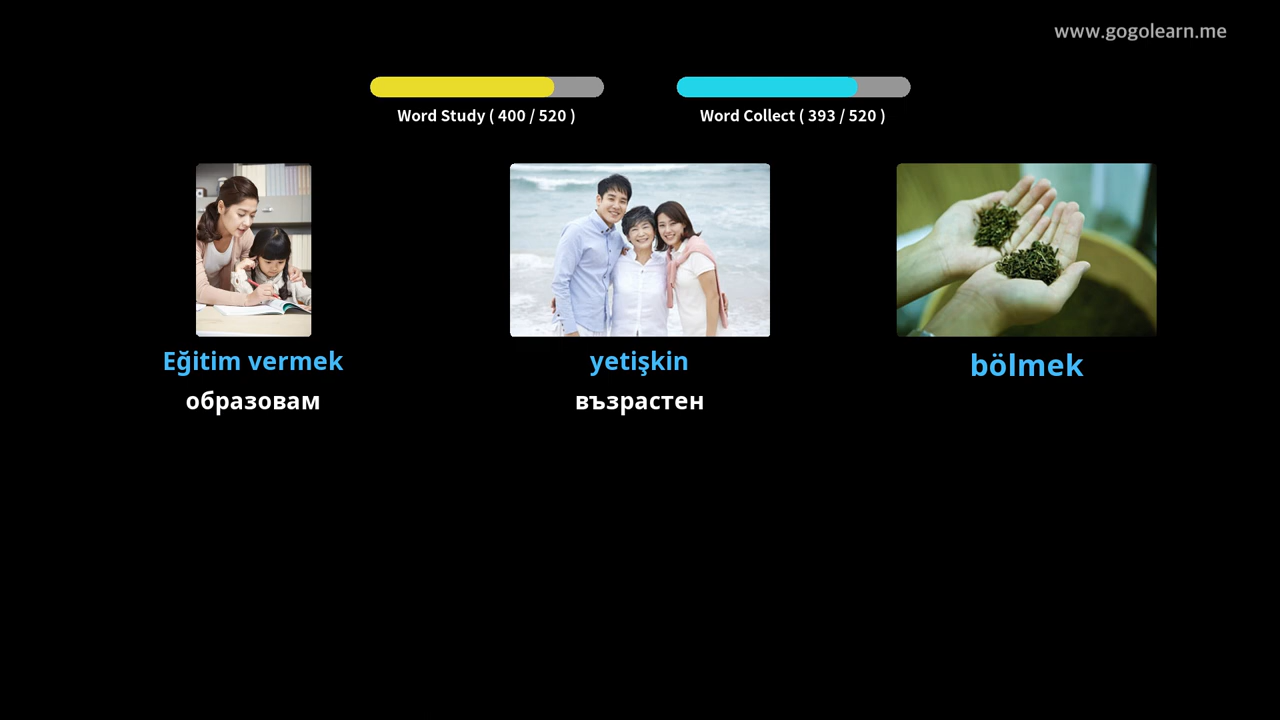 www.gogolearn.me
Word Study ( 400 / 520 )
Word Collect ( 393 / 520 )
Eğitim vermek
образовам
yetişkin
възрастен
bölmek